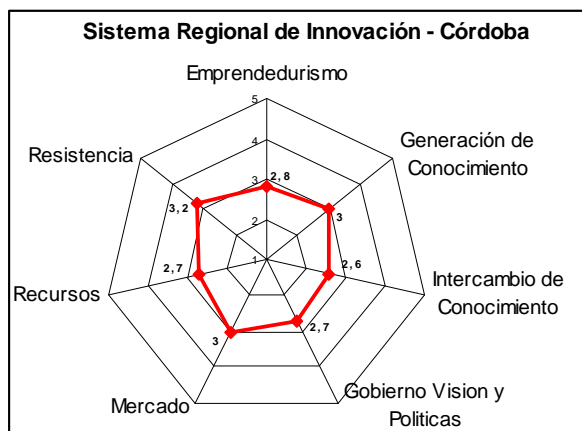 Sistema Regional de Innovación - Córdoba
Emprendedurismo
5
4
3
2
1
2,8
Generación de
Conocimiento
3
Resistencia
3,2
2,6
Intercambio de
Conocimiento
2,7
Recursos
2,7
Gobierno Vision y
Politicas
3
Mercado